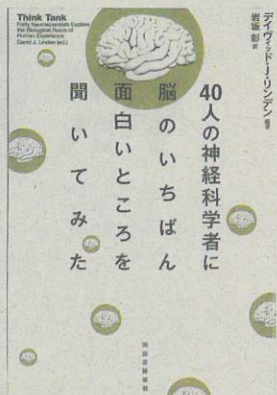 Think Tank
Forty Neuroscientists Explore
the Biological Roots of
Human Experience
David J. Linden (ed.)
デイヴィッド・J・リンデン 編著
岩坂 彰 訳
40人の神経科学者に
脳のいちばん
面白いところを
聞いてみた
河出書房新社